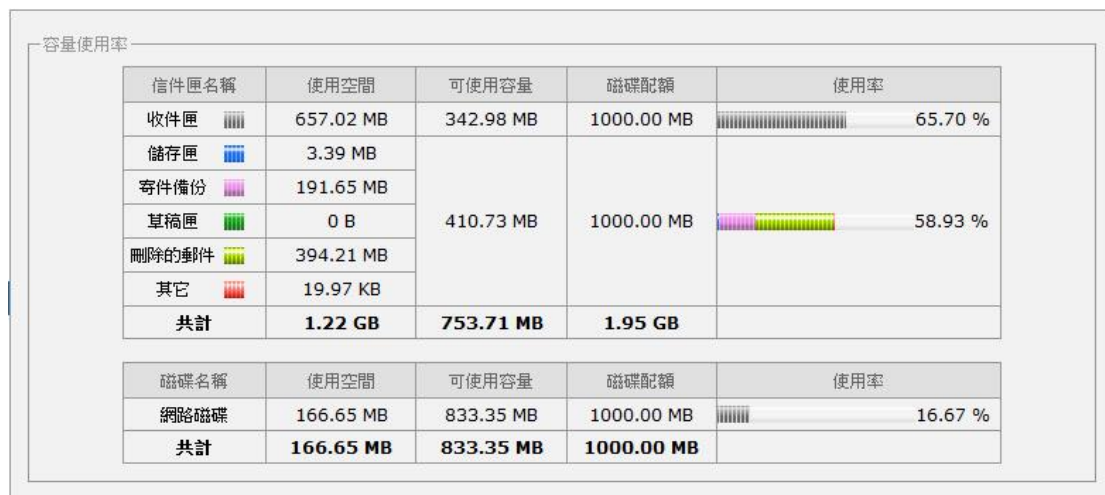 容量使用率
信件匣名稱 使用空間 可使用容量 磁碟配額 使用率
收件匣 657.02 MB 342.98 MB 1000.00 MB 65.70 %
儲存匣 3.39 MB
寄件備份 191.65 MB
草稿匣 0 B 410.73 MB 1000.00 MB 58.93 %
刪除的郵件 394.21 MB
其它 19.97 KB
共計 1.22 GB 753.71 MB 1.95 GB
磁碟名稱 使用空間 可使用容量 磁碟配額 使用率
網路磁碟 166.65 MB 833.35 MB 1000.00 MB 16.67 %
共計 166.65 MB 833.35 MB 1000.00 MB